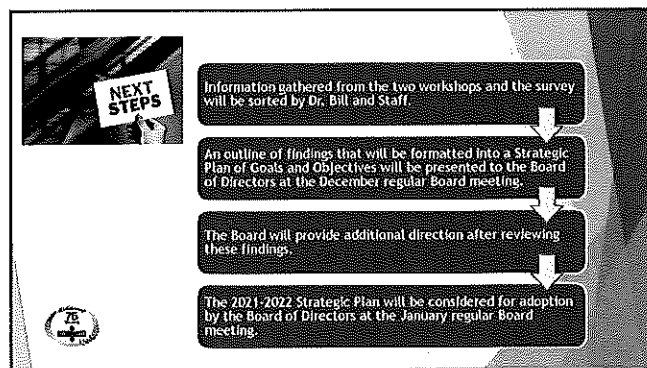 NEXT
STEPS
Information gathered from the two workshops and the survey
will be sorted by Dr. Bill and Staff.
An outline of findings that will be formatted into a Strategic
Plan of Goals and Objectives will be presented to the Board
of Directors at the December regular Board meeting.
The Board will provide additional direction after reviewing
these findings.
The 2021-2022 Strategic Plan will be considered for adoption
by the Board of Directors at the January regular Board
meeting.
75